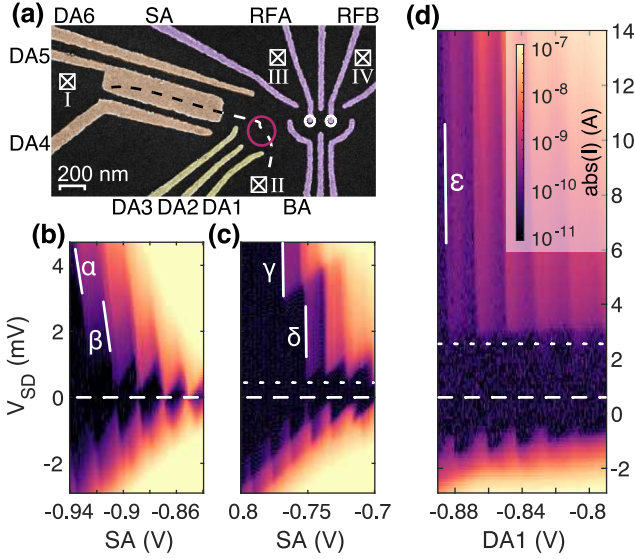 (a) DA6 SA RFA RFB
DA5
I
III
IV
DA4
200 nm
II
DA3 DA2 DA1 BA
(b)
(c)
α
β
γ
δ
V_SD (mV)
4
2
0
-2
-0.94 -0.9 -0.86
SA (V)
0.8 -0.75 -0.7
SA (V)
(d)
ε
10^-7
10^-8
10^-9
10^-10
10^-11
abs(I) (A)
14
12
10
8
6
4
2
0
-2
-0.88 -0.84 -0.8
DA1 (V)